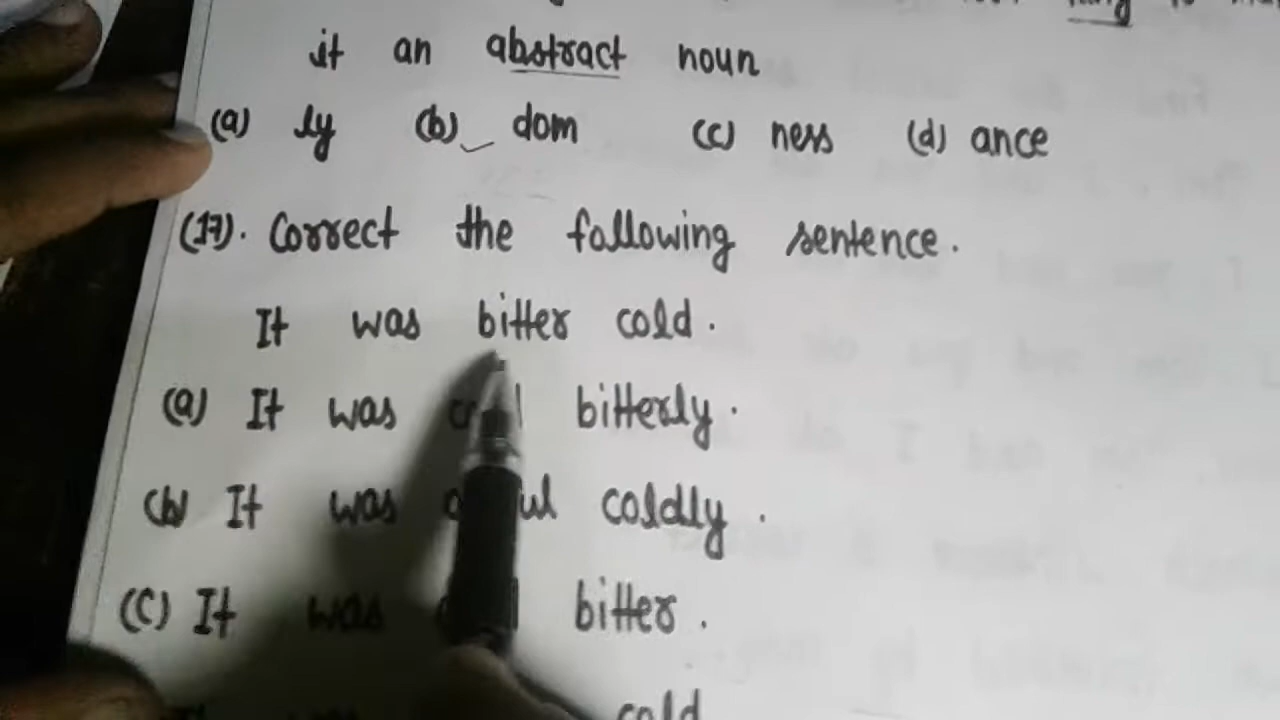 it an abstract noun
(a) ly (b) dom (c) ness (d) ance
(17). Correct the following sentence.
It was bitter cold.
(a) It was bitterly.
(b) It was coldly.
(c) It was bitter.
cold